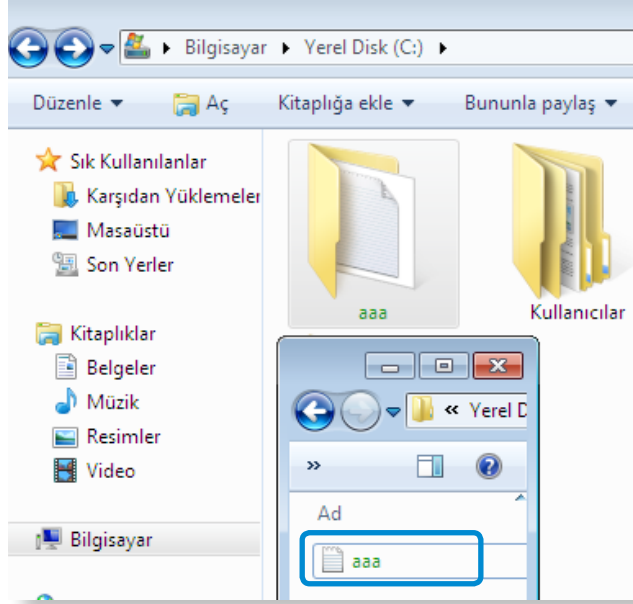 Bilgisayar ▸ Yerel Disk (C:) ▸
Düzenle Aç Kitaplığa ekle Bununla paylaş
Sık Kullanılanlar
Karşıdan Yüklemeler
Masaüstü
Son Yerler
Kitaplıklar
Belgeler
Müzik
Resimler
Video
Bilgisayar
aaa
Kullanıcılar
« Yerel D
»
Ad
aaa